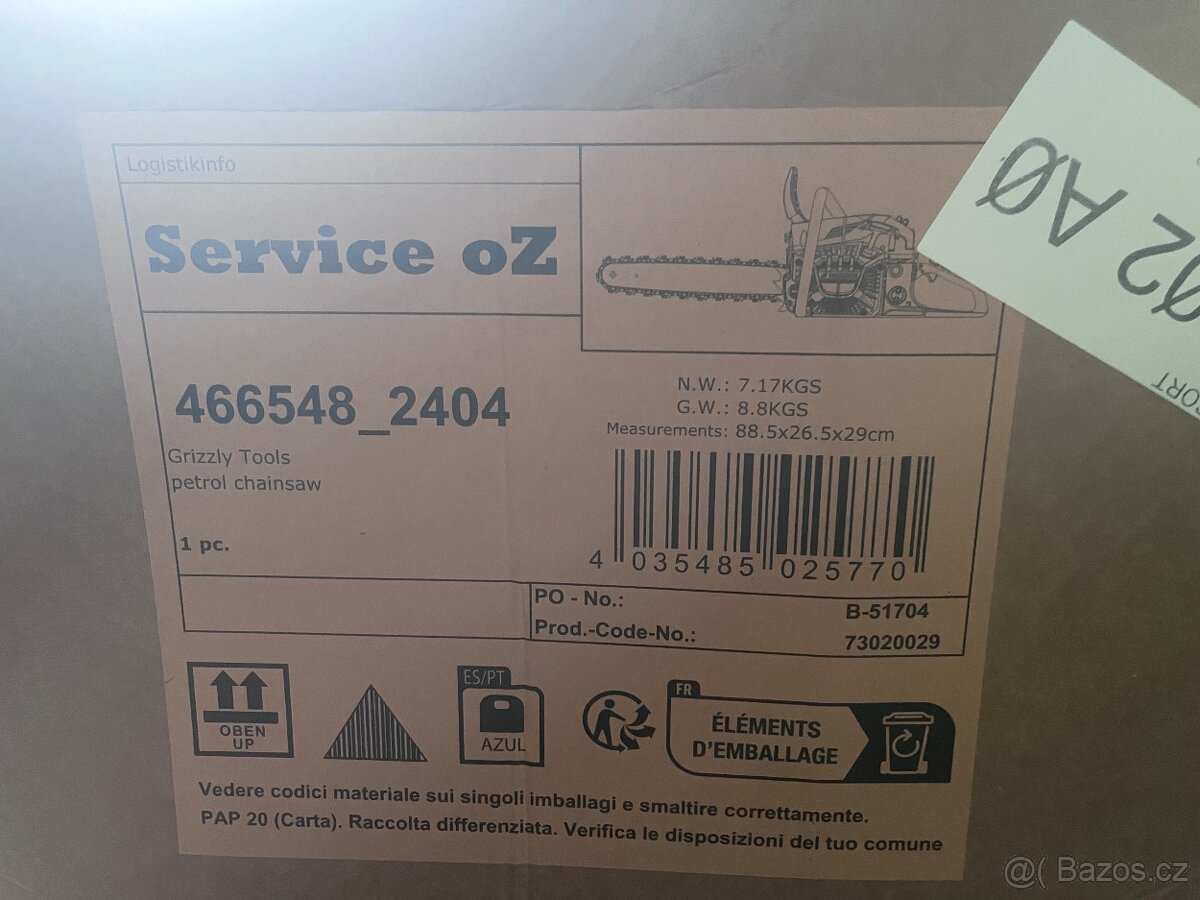 Logistikinfo
Service oZ
466548_2404
Grizzly Tools
petrol chainsaw
1 pc.
N.W.: 7.17KGS
G.W.: 8.8KGS
Measurements: 88.5x26.5x29cm
4 035485 025770
PO - No.: B-51704
Prod.-Code-No.: 73020029
OBEN
UP
ES/PT
AZUL
FR
ÉLÉMENTS
D'EMBALLAGE
Vedere codici materiale sui singoli imballagi e smaltire correttamente.
PAP 20 (Carta). Raccolta differenziata. Verifica le disposizioni del tuo comune
Ø2 AØ
@( Bazos.cz